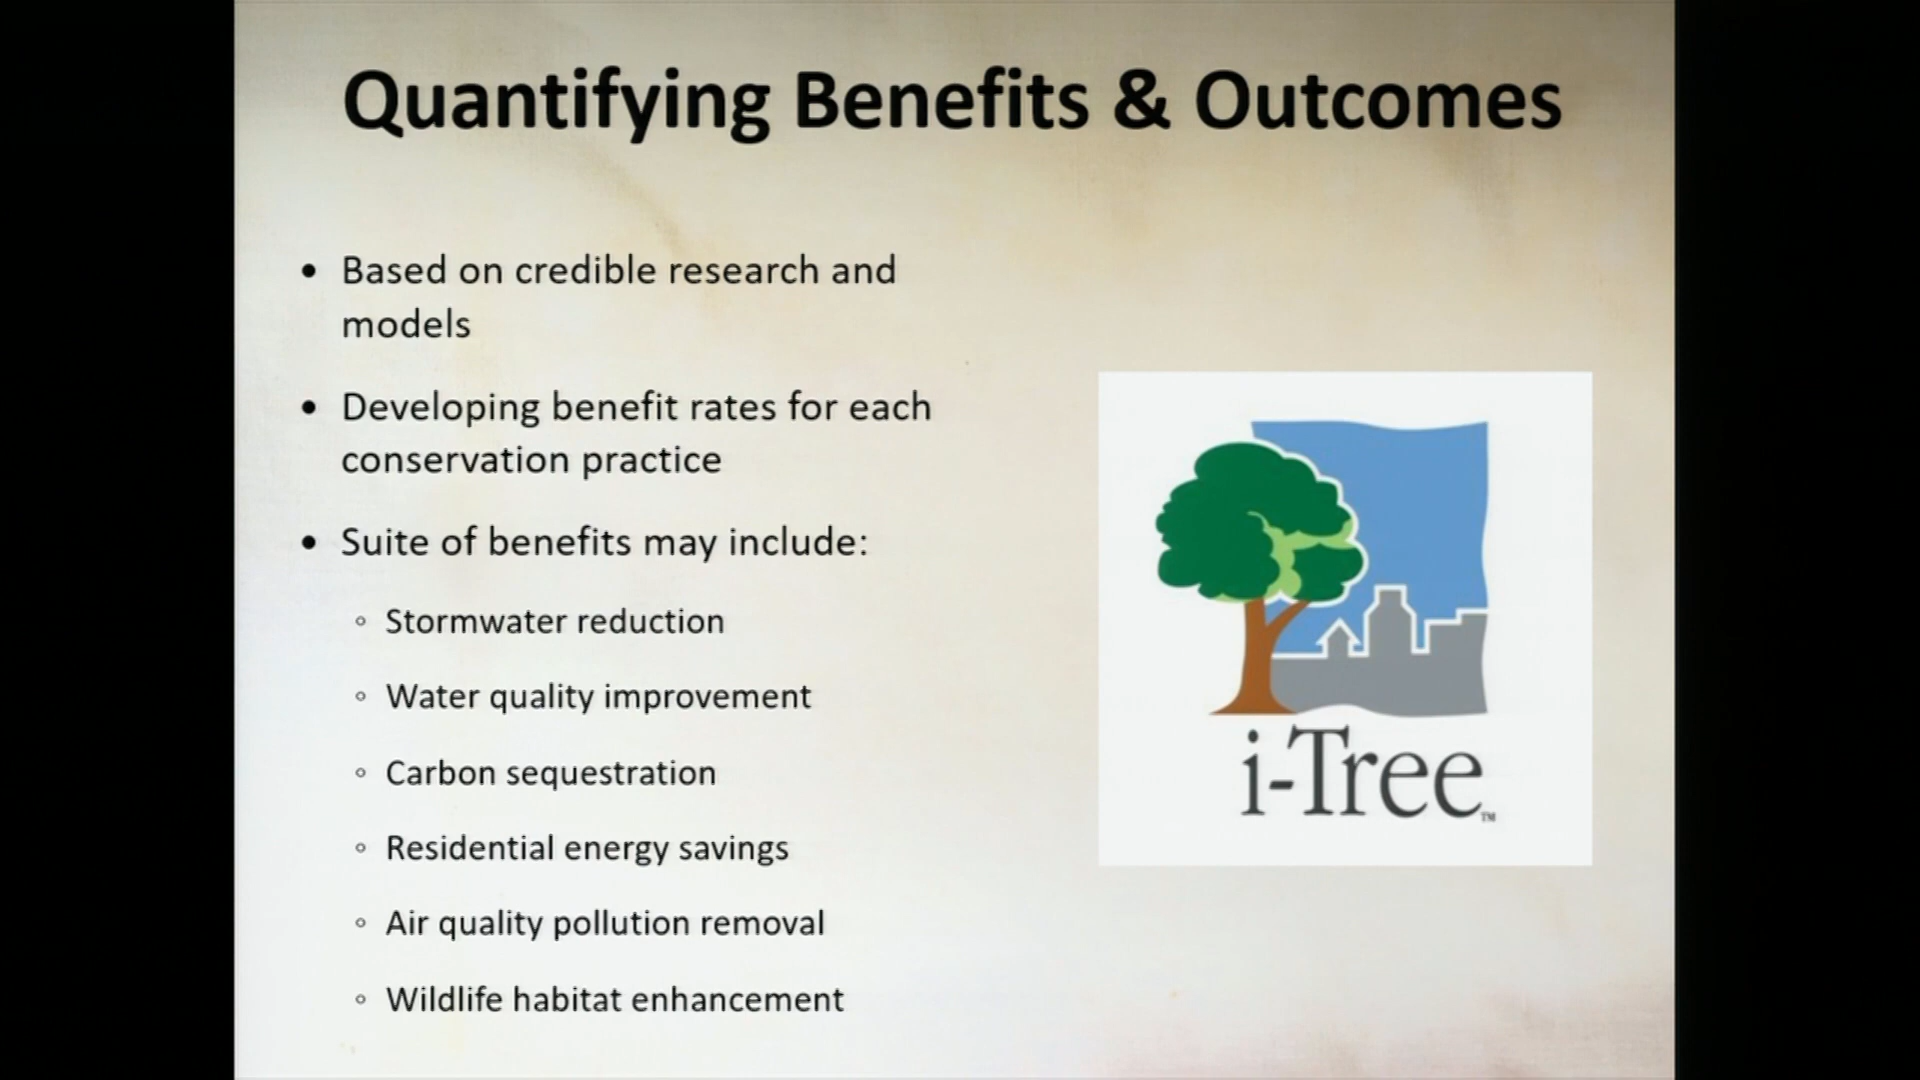 Quantifying Benefits & Outcomes
• Based on credible research and
models
• Developing benefit rates for each
conservation practice
• Suite of benefits may include:
◦ Stormwater reduction
◦ Water quality improvement
◦ Carbon sequestration
◦ Residential energy savings
◦ Air quality pollution removal
◦ Wildlife habitat enhancement
i-Tree™